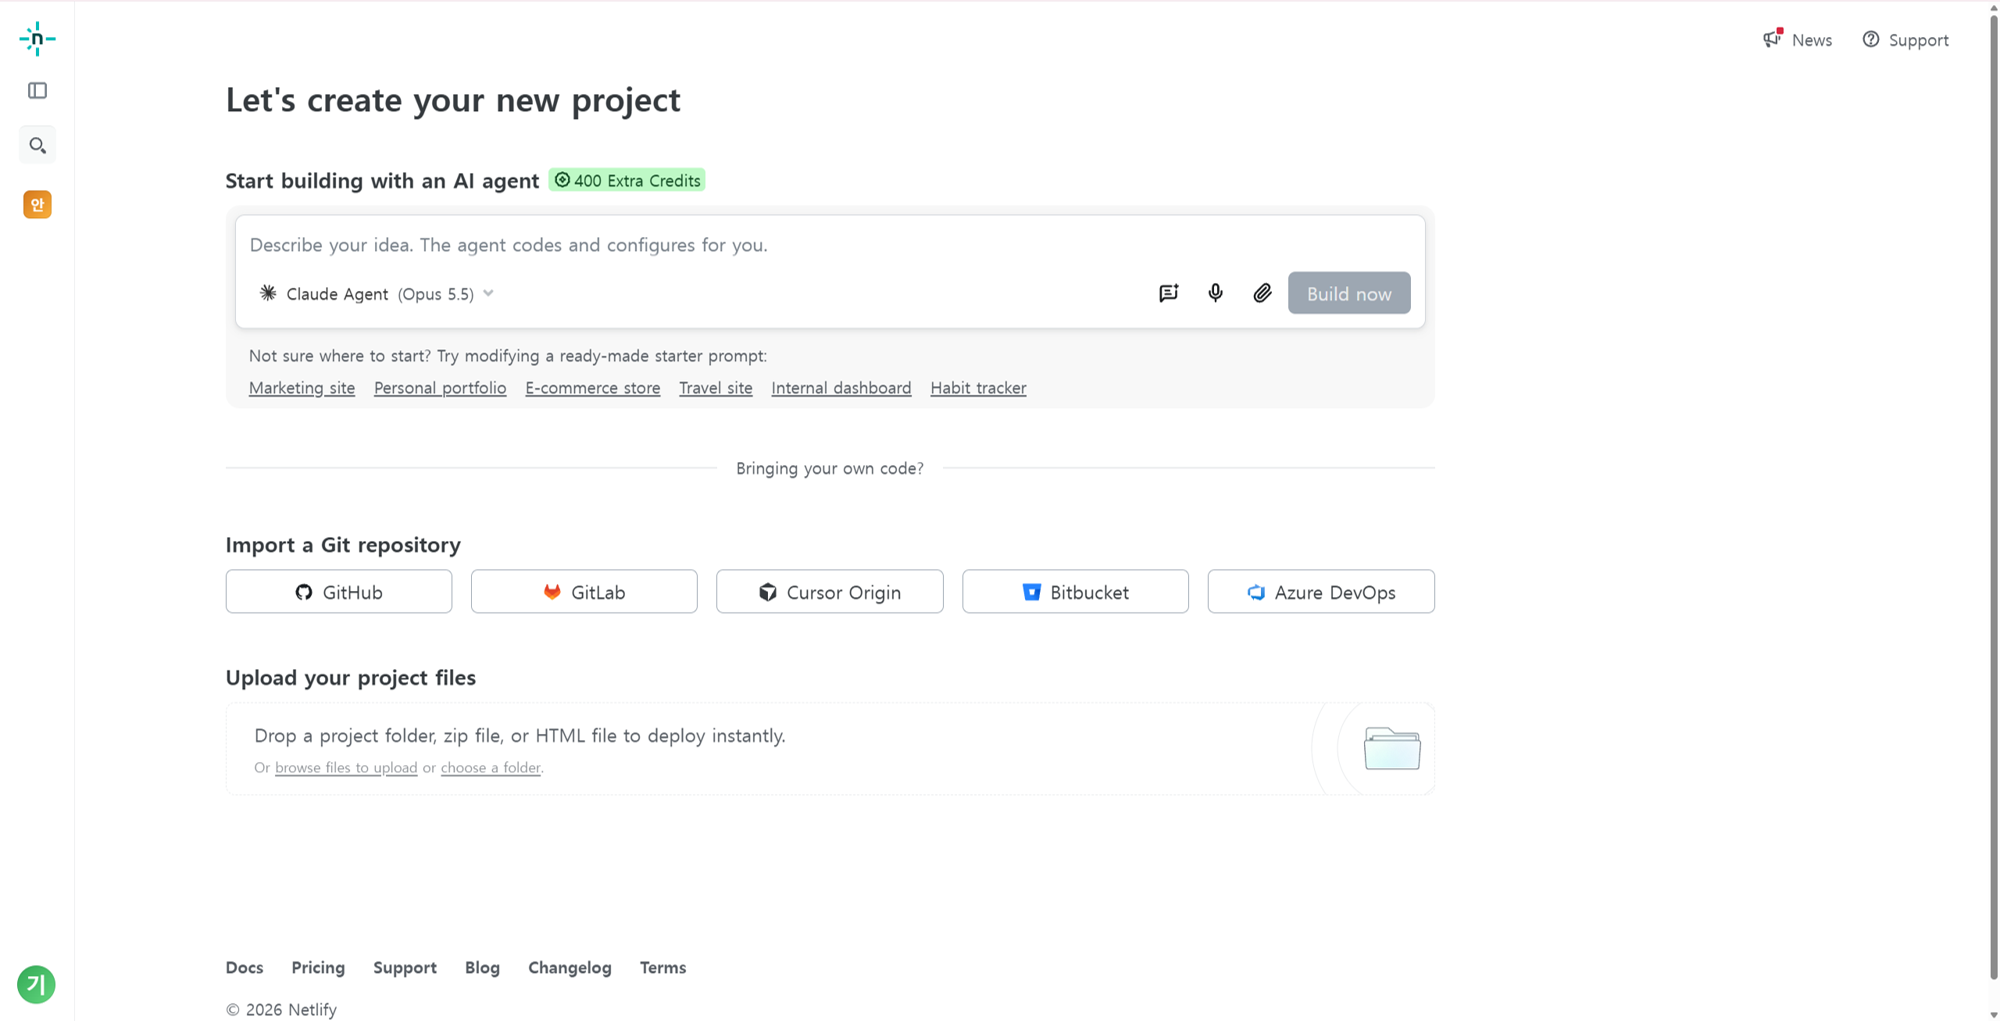 News
Support
Let's create your new project
안
Start building with an AI agent
400 Extra Credits
Describe your idea. The agent codes and configures for you.
Claude Agent (Opus 5.5)
Build now
Not sure where to start? Try modifying a ready-made starter prompt:
Marketing site Personal portfolio E-commerce store Travel site Internal dashboard Habit tracker
Bringing your own code?
Import a Git repository
GitHub GitLab Cursor Origin Bitbucket Azure DevOps
Upload your project files
Drop a project folder, zip file, or HTML file to deploy instantly.
Or browse files to upload or choose a folder.
Docs Pricing Support Blog Changelog Terms
기
© 2026 Netlify